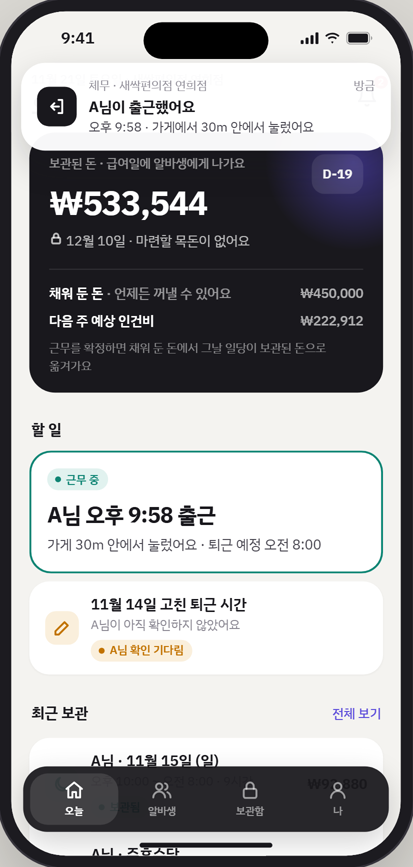 9:41
체무 · 새싹편의점 연희점
방금
A님이 출근했어요
오후 9:58 · 가게에서 30m 안에서 눌렀어요
보관된 돈 · 급여일에 알바생에게 나가요
D-19
₩533,544
12월 10일 · 마련할 목돈이 없어요
채워 둔 돈 · 언제든 꺼낼 수 있어요
₩450,000
다음 주 예상 인건비
₩222,912
근무를 확정하면 채워 둔 돈에서 그날 일당이 보관된 돈으로
옮겨가요
할 일
근무 중
A님 오후 9:58 출근
가게 30m 안에서 눌렀어요 · 퇴근 예정 오전 8:00
11월 14일 고친 퇴근 시간
A님이 아직 확인하지 않았어요
A님 확인 기다림
최근 보관
전체 보기
A님 · 11월 15일 (일)
오늘
알바생
보관함
나
A님 · 주휴수당